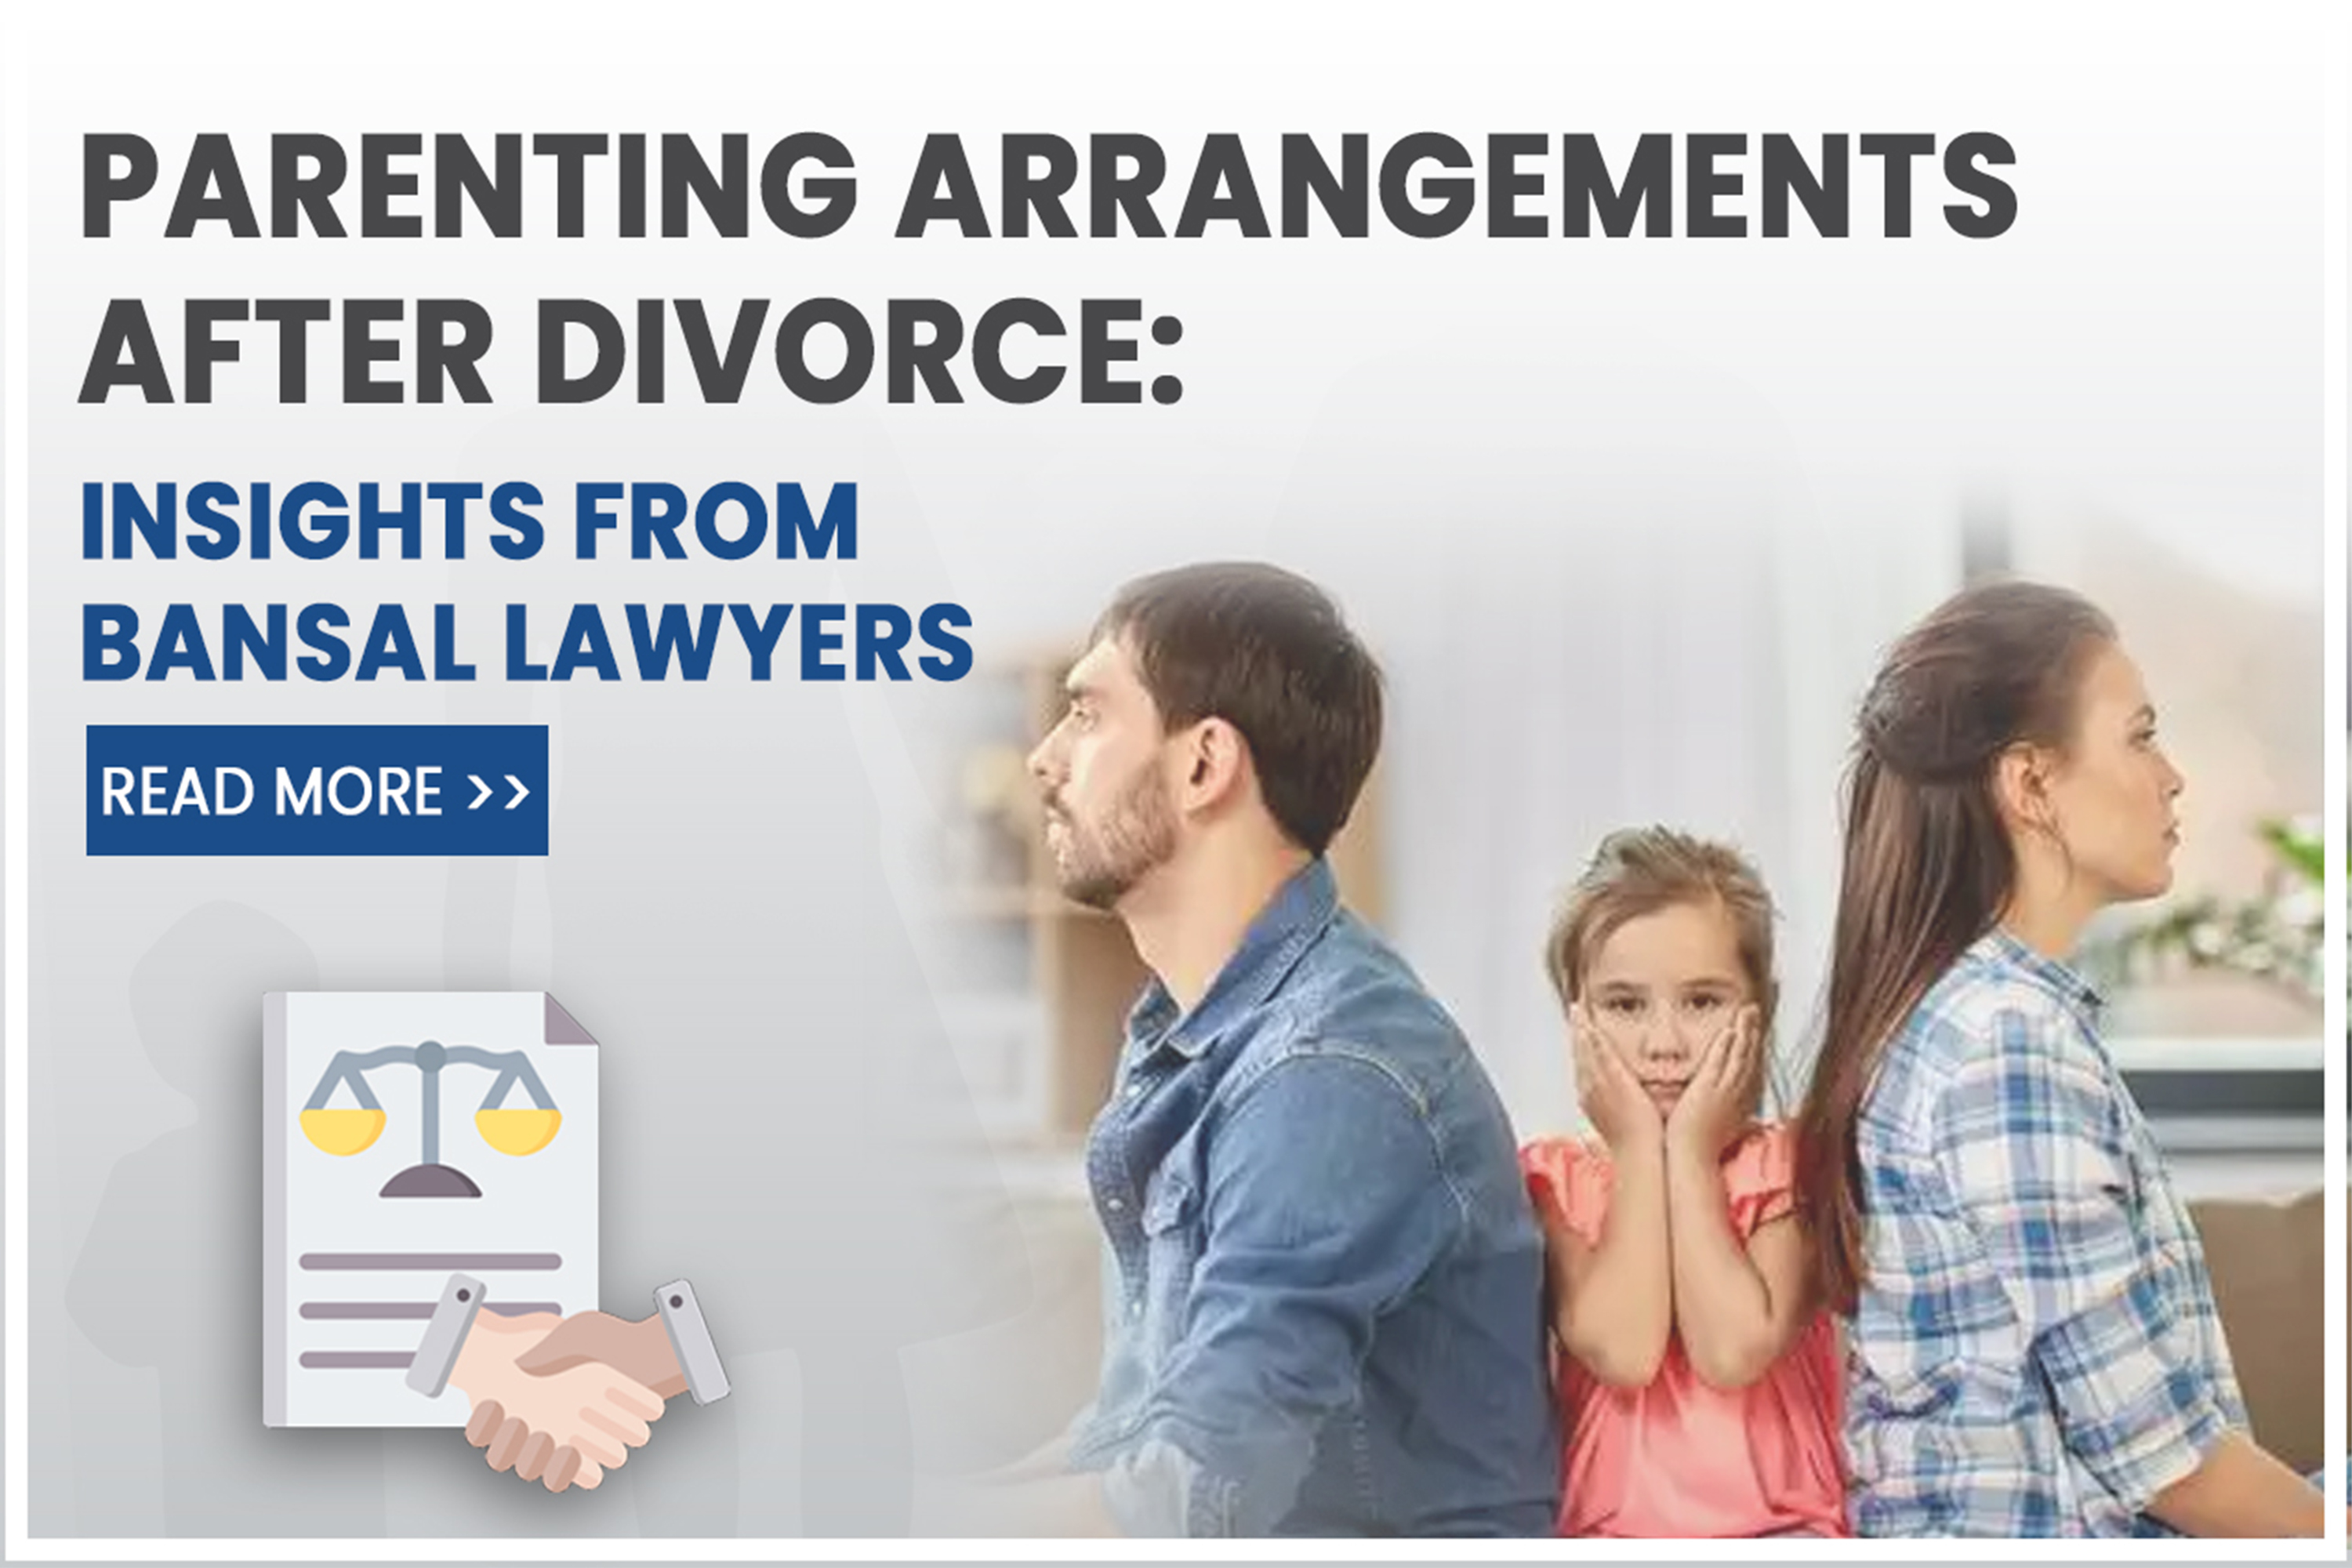 PARENTING ARRANGEMENTS
AFTER DIVORCE:
INSIGHTS FROM
BANSAL LAWYERS
READ MORE >>